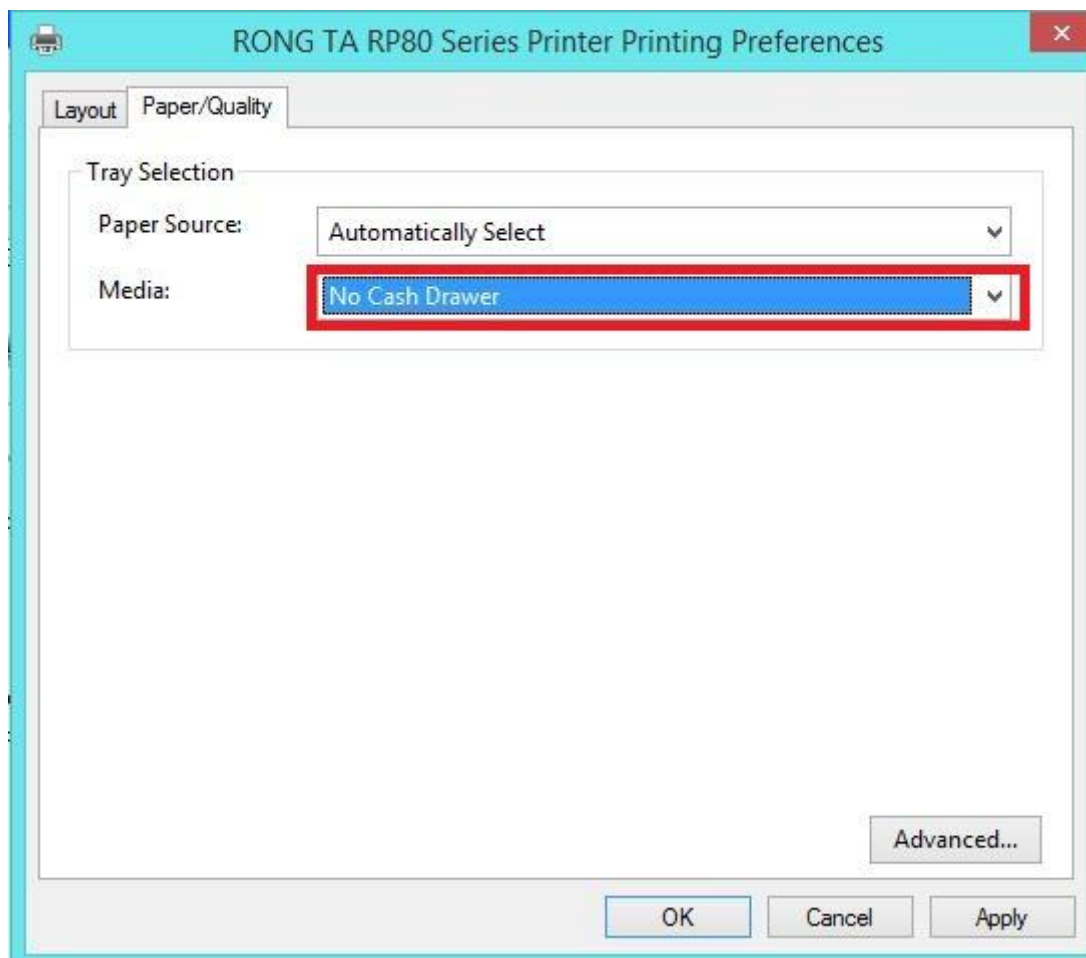 RONG TA RP80 Series Printer Printing Preferences
Layout Paper/Quality
Tray Selection
Paper Source: Automatically Select
Media: No Cash Drawer
Advanced...
OK Cancel Apply